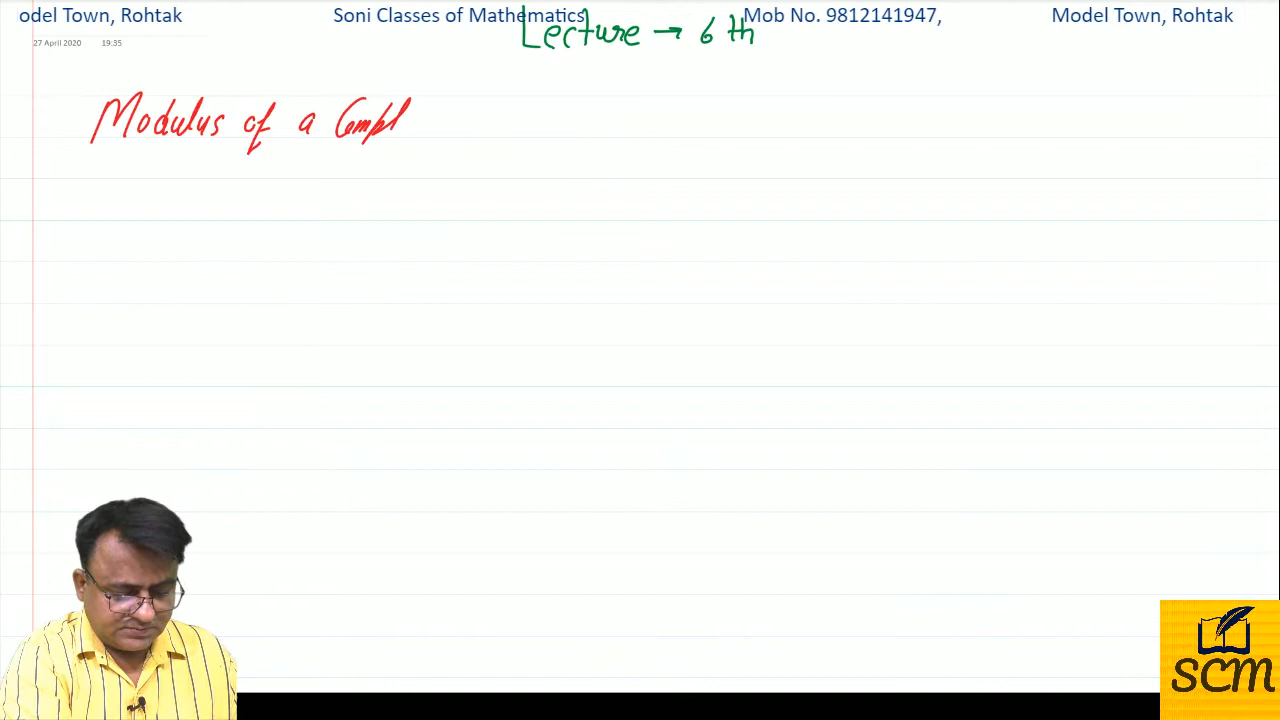 odel Town, Rohtak Soni Classes of Mathematics Mob No. 9812141947, Model Town, Rohtak
Lecture → 6 th
27 April 2020 19:35
Modulus of a Compl
SCM